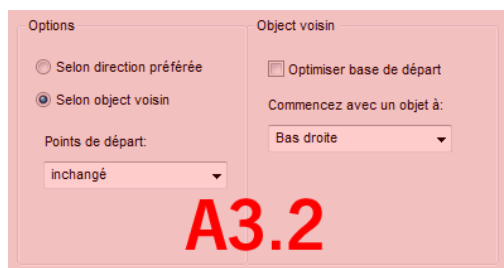 Options
Selon direction préférée
Selon object voisin
Points de départ:
inchangé
Object voisin
Optimiser base de départ
Commencez avec un objet à:
Bas droite
A3.2